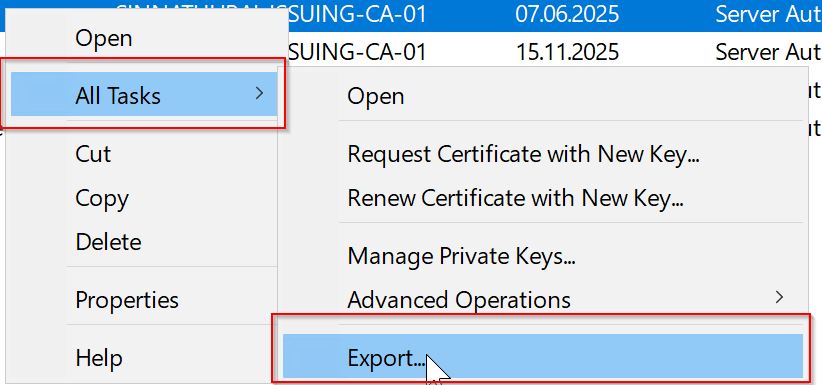 SSUING-CA-01 07.06.2025 Server Aut
Open
SUING-CA-01 15.11.2025 Server Aut
All Tasks
Open
Request Certificate with New Key...
Cut
Copy
Renew Certificate with New Key...
Delete
Manage Private Keys...
Properties
Advanced Operations
Help
Export...